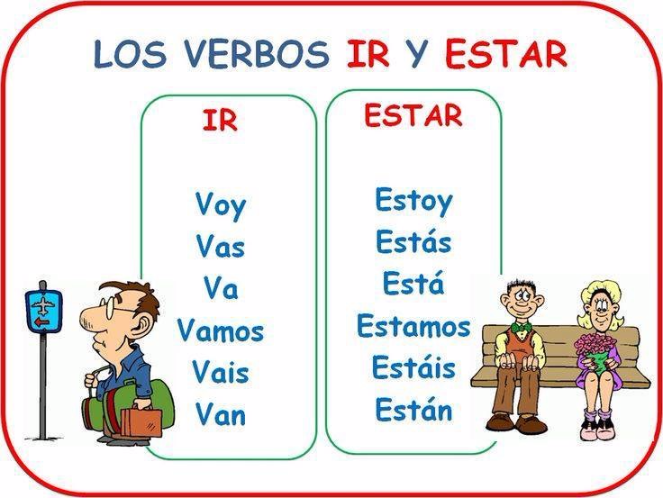 LOS VERBOS IR Y ESTAR
IR
Voy
Vas
Va
Vamos
Vais
Van
ESTAR
Estoy
Estás
Está
Estamos
Estáis
Están